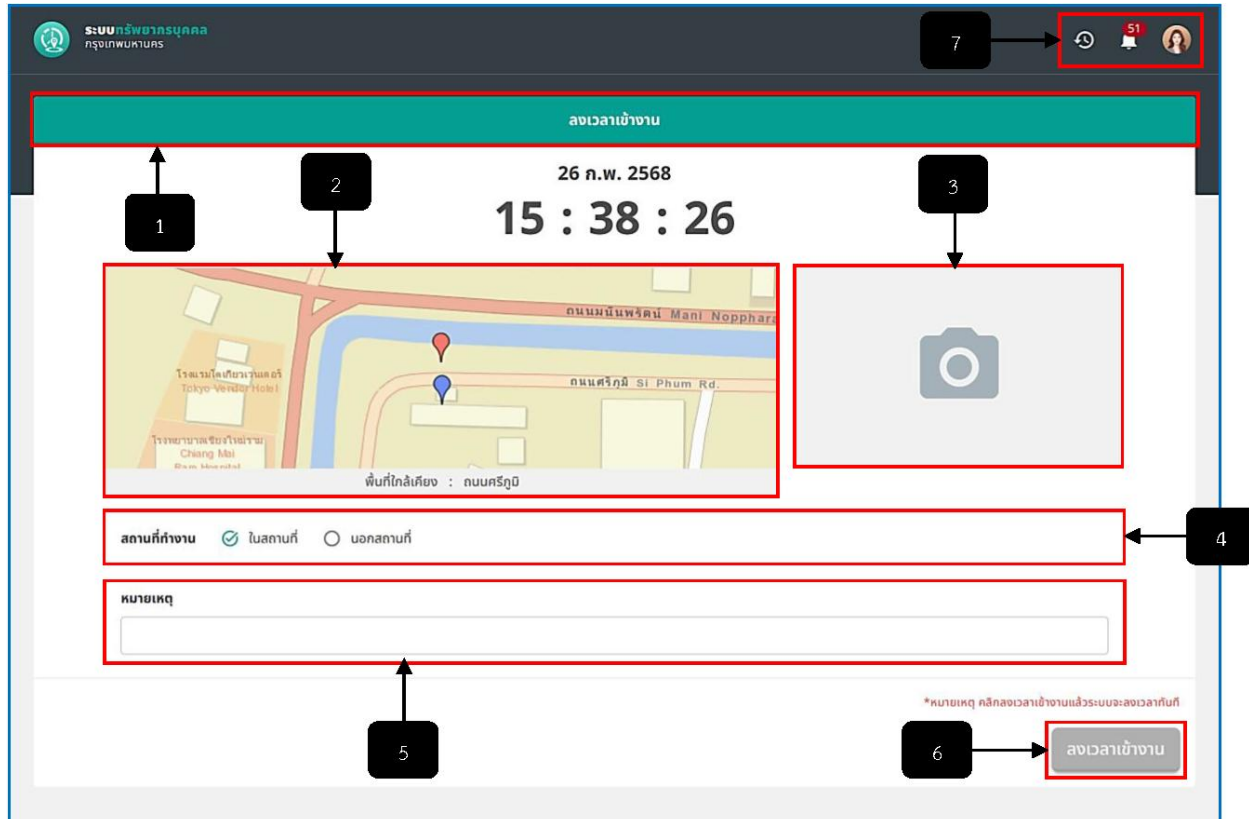 ระบบทรัพยากรบุคคล
กรุงเทพมหานคร
7
51
ลงเวลาเข้างาน
1
2
26 ก.พ. 2568
15 : 38 : 26
3
ถนนมณีนพรัตน์ Mani Nopphara
ถนนศรีภูมิ Si Phum Rd.
โรงแรมโตเกียวเวนเดอร์
Tokyo Vender Hotel
โรงพยาบาลเชียงใหม่ราม
Chiang Mai
Ram Hospital
พื้นที่ใกล้เคียง : ถนนศรีภูมิ
สถานที่ทำงาน ในสถานที่ นอกสถานที่
4
หมายเหตุ
5
*หมายเหตุ คลิกลงเวลาเข้างานแล้วระบบจะลงเวลาทันที
6
ลงเวลาเข้างาน